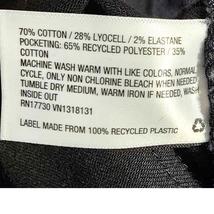 70% COTTON / 28% LYOCELL / 2% ELASTANE
POCKETING: 65% RECYCLED POLYESTER / 35%
COTTON
MACHINE WASH WARM WITH LIKE COLORS, NORMAL
CYCLE, ONLY NON CHLORINE BLEACH WHEN NEEDED,
TUMBLE DRY MEDIUM, WARM IRON IF NEEDED, WASH
INSIDE OUT
RN17730 VN1318131
LABEL MADE FROM 100% RECYCLED PLASTIC